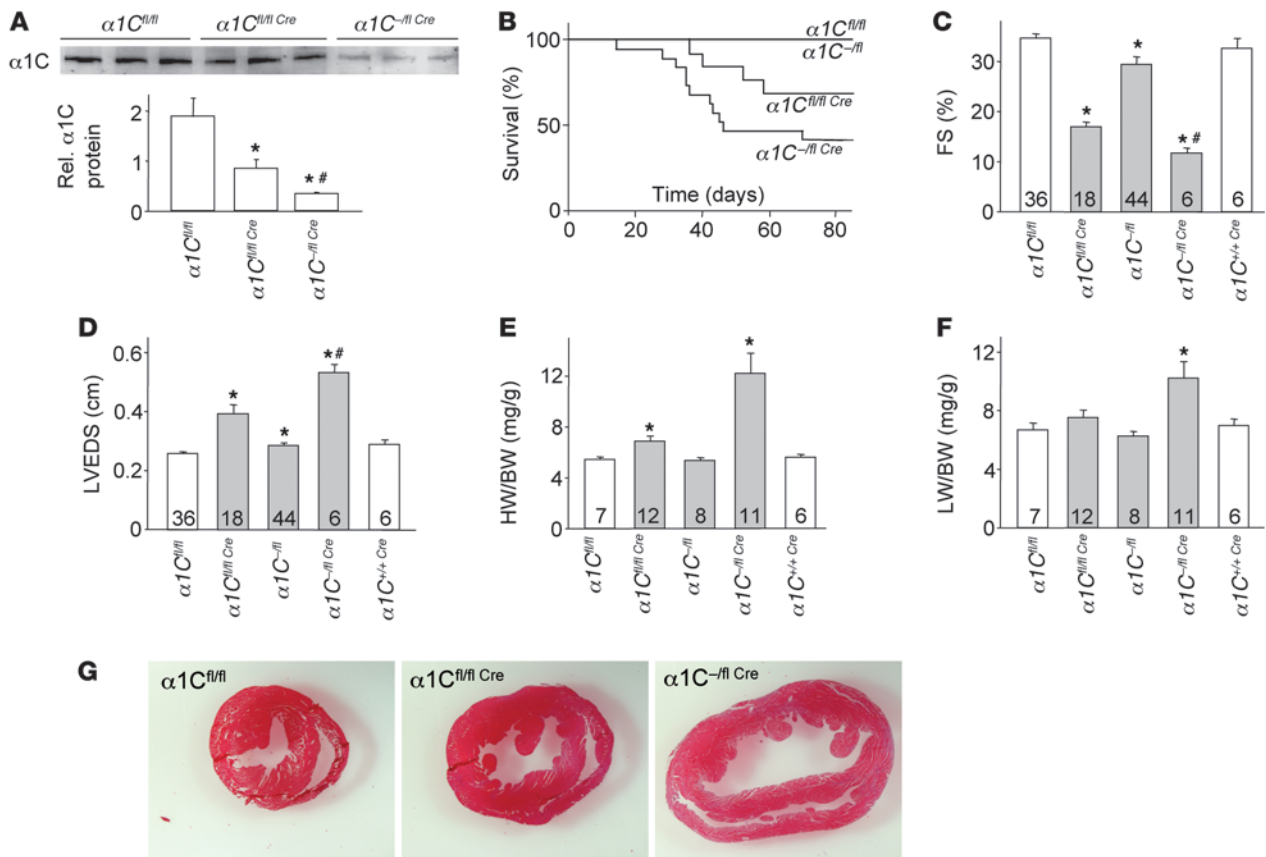 A
α1C^fl/fl α1C^fl/fl Cre α1C^–/fl Cre
α1C
Rel. α1C
protein
2
1
0
*
* #
α1C^fl/fl
α1C^fl/fl Cre
α1C^–/fl Cre
B
Survival (%)
100
50
0
α1C^fl/fl
α1C^–/fl
α1C^fl/fl Cre
α1C^–/fl Cre
Time (days)
0 20 40 60 80
C
FS (%)
30
20
10
0
*
*
* #
36 18 44 6 6
α1C^fl/fl
α1C^fl/fl Cre
α1C^–/fl
α1C^–/fl Cre
α1C^+/+ Cre
D
LVEDS (cm)
0.6
0.4
0.2
0
*
*
*#
36 18 44 6 6
α1C^fl/fl
α1C^fl/fl Cre
α1C^–/fl
α1C^–/fl Cre
α1C^+/+ Cre
E
HW/BW (mg/g)
12
8
4
0
*
*
7 12 8 11 6
α1C^fl/fl
α1C^fl/fl Cre
α1C^–/fl
α1C^–/fl Cre
α1C^+/+ Cre
F
LW/BW (mg/g)
12
8
4
0
*
7 12 8 11 6
α1C^fl/fl
α1C^fl/fl Cre
α1C^–/fl
α1C^–/fl Cre
α1C^+/+ Cre
G
α1C^fl/fl
α1C^fl/fl Cre
α1C^–/fl Cre